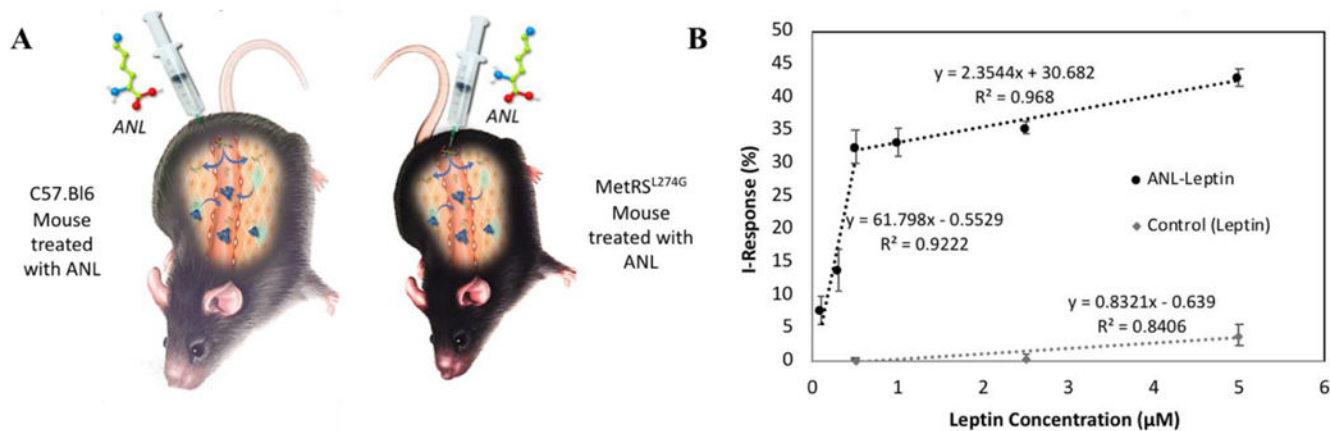 A
ANL
ANL
C57.Bl6
Mouse
treated
with ANL
MetRS^L274G
Mouse
treated with
ANL
B
I-Response (%)
50
45
40
35
30
25
20
15
10
5
0
y = 2.3544x + 30.682
R² = 0.968
y = 61.798x - 0.5529
R² = 0.9222
ANL-Leptin
Control (Leptin)
y = 0.8321x - 0.639
R² = 0.8406
0 1 2 3 4 5 6
Leptin Concentration (µM)